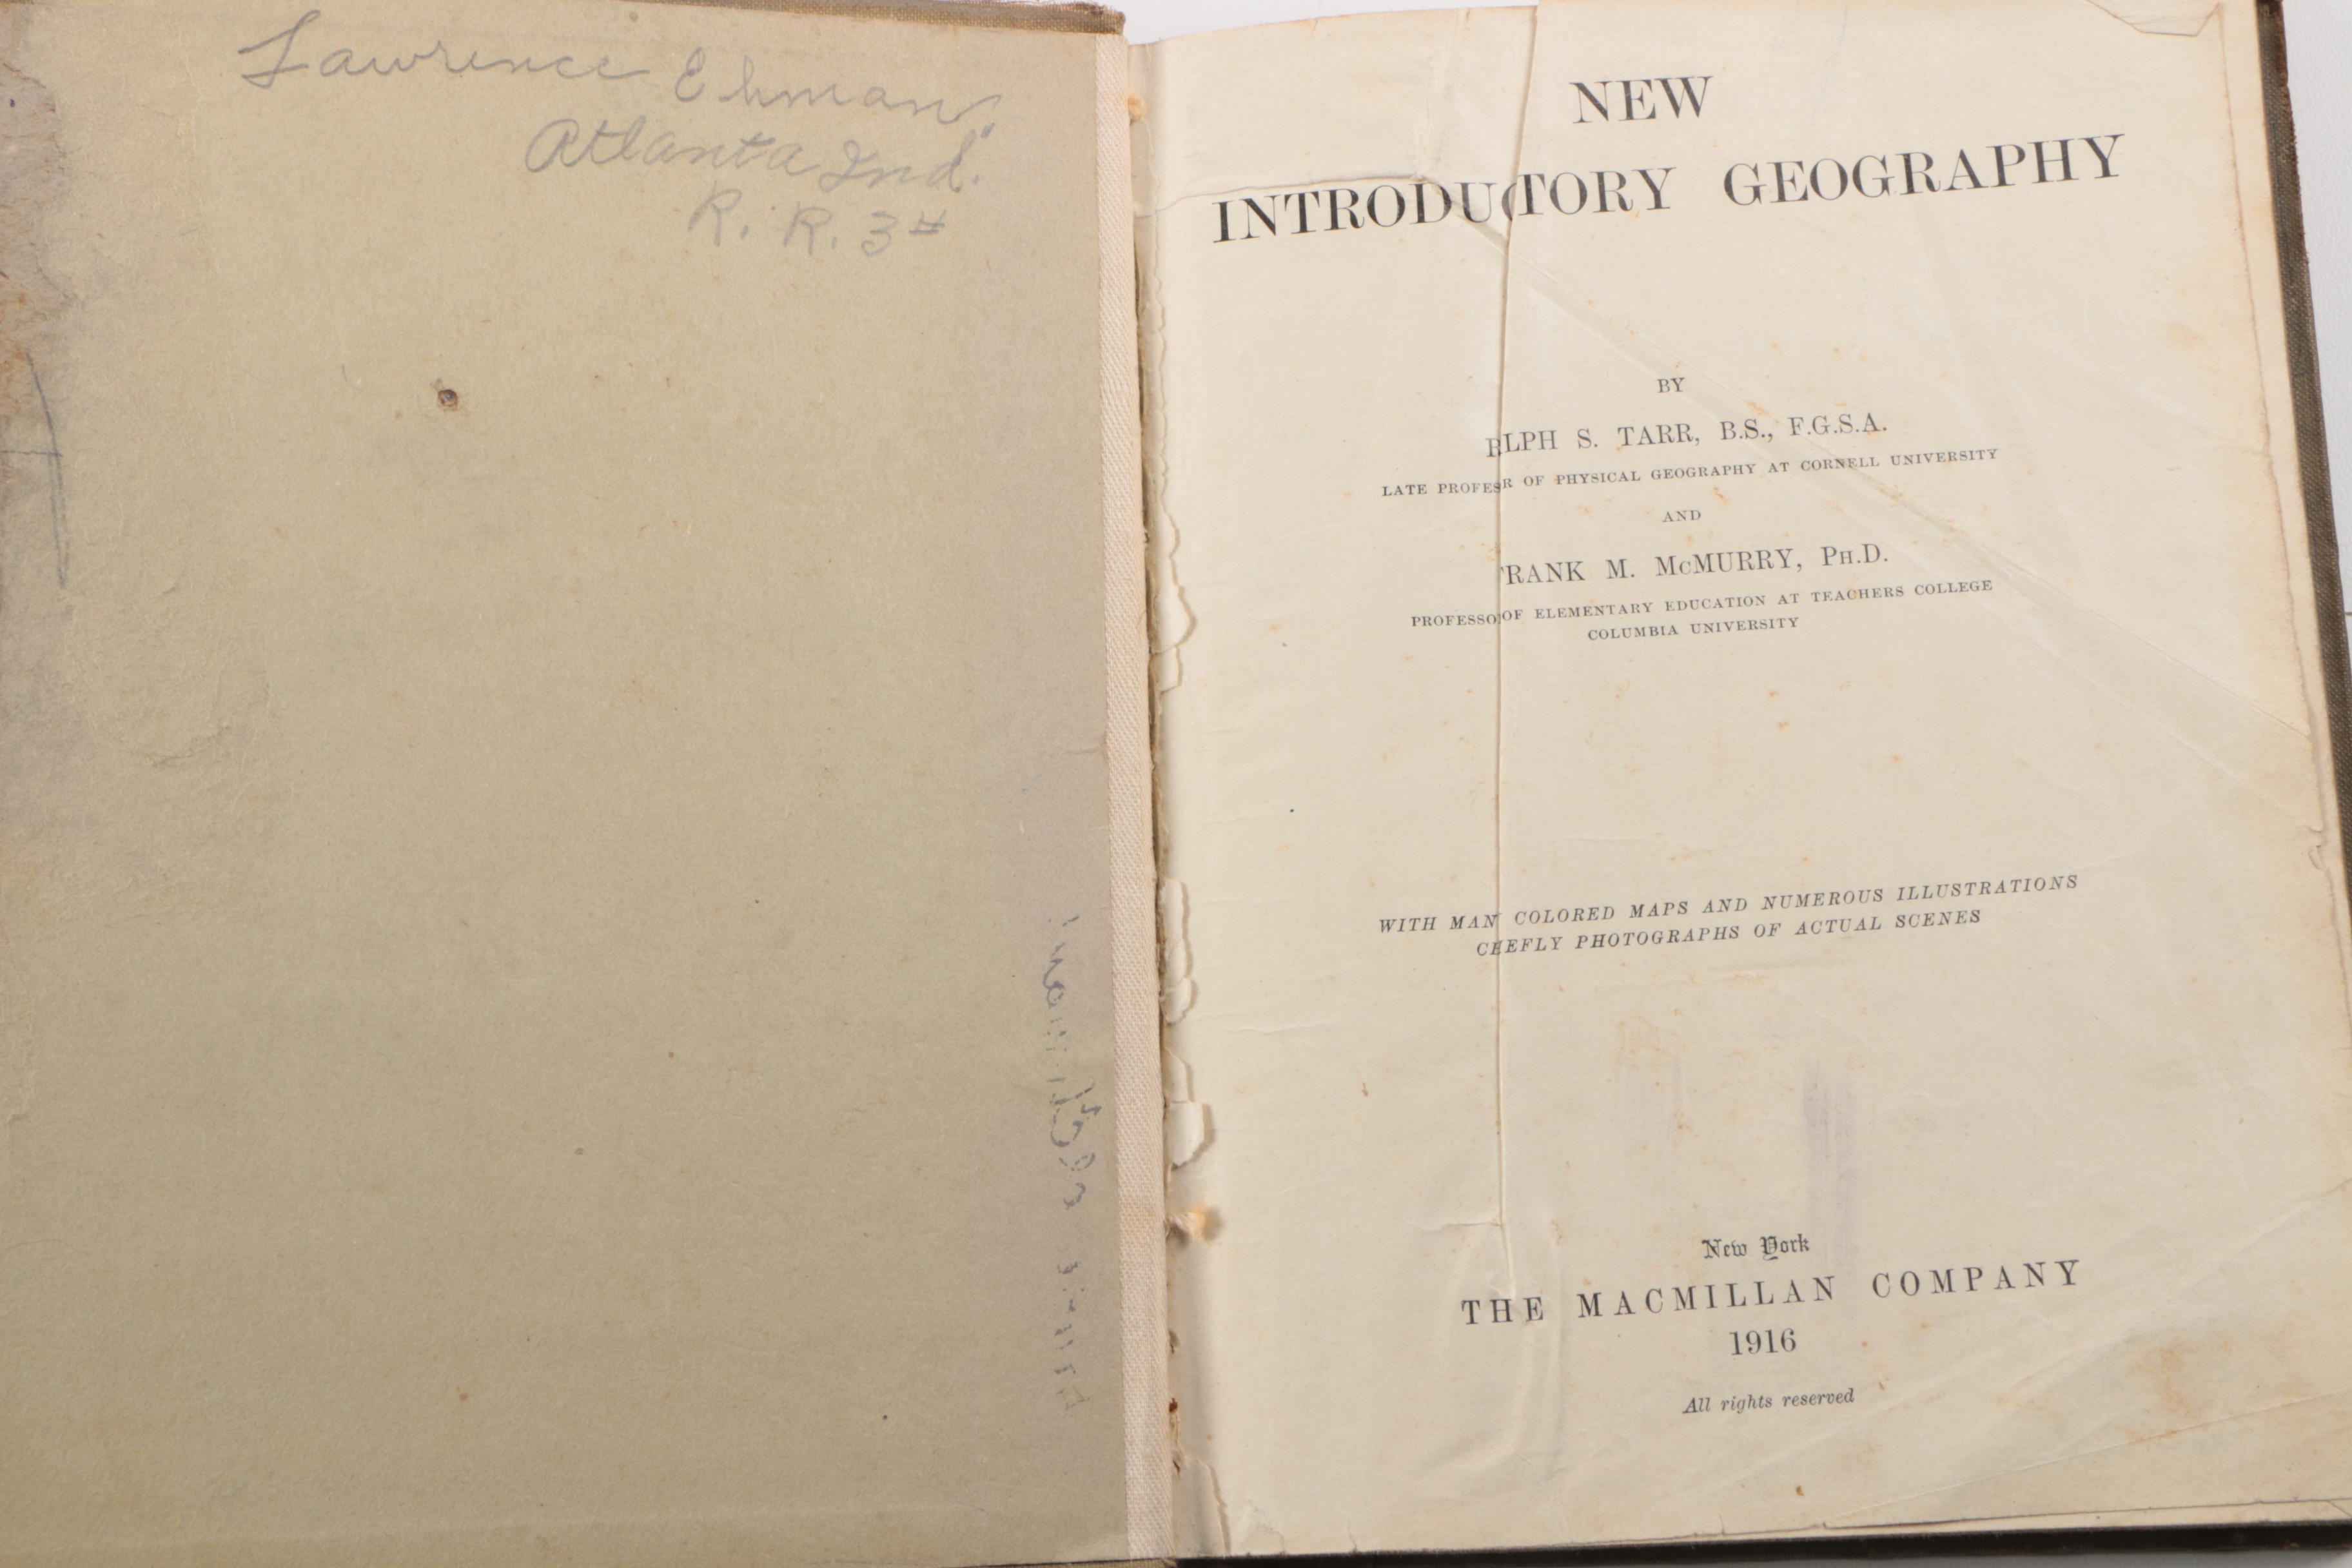 Lawrence Ehman
Atlanta Ind.
R. R. 3#
NEW
INTRODUCTORY GEOGRAPHY
BY
LPH S. TARR, B.S., F.G.S.A.
LATE PROFESR OF PHYSICAL GEOGRAPHY AT CORNELL UNIVERSITY
AND
RANK M. McMURRY, Ph.D.
PROFESSO OF ELEMENTARY EDUCATION AT TEACHERS COLLEGE
COLUMBIA UNIVERSITY
WITH MAN COLORED MAPS AND NUMEROUS ILLUSTRATIONS
CHEFLY PHOTOGRAPHS OF ACTUAL SCENES
New York
THE MACMILLAN COMPANY
1916
All rights reserved